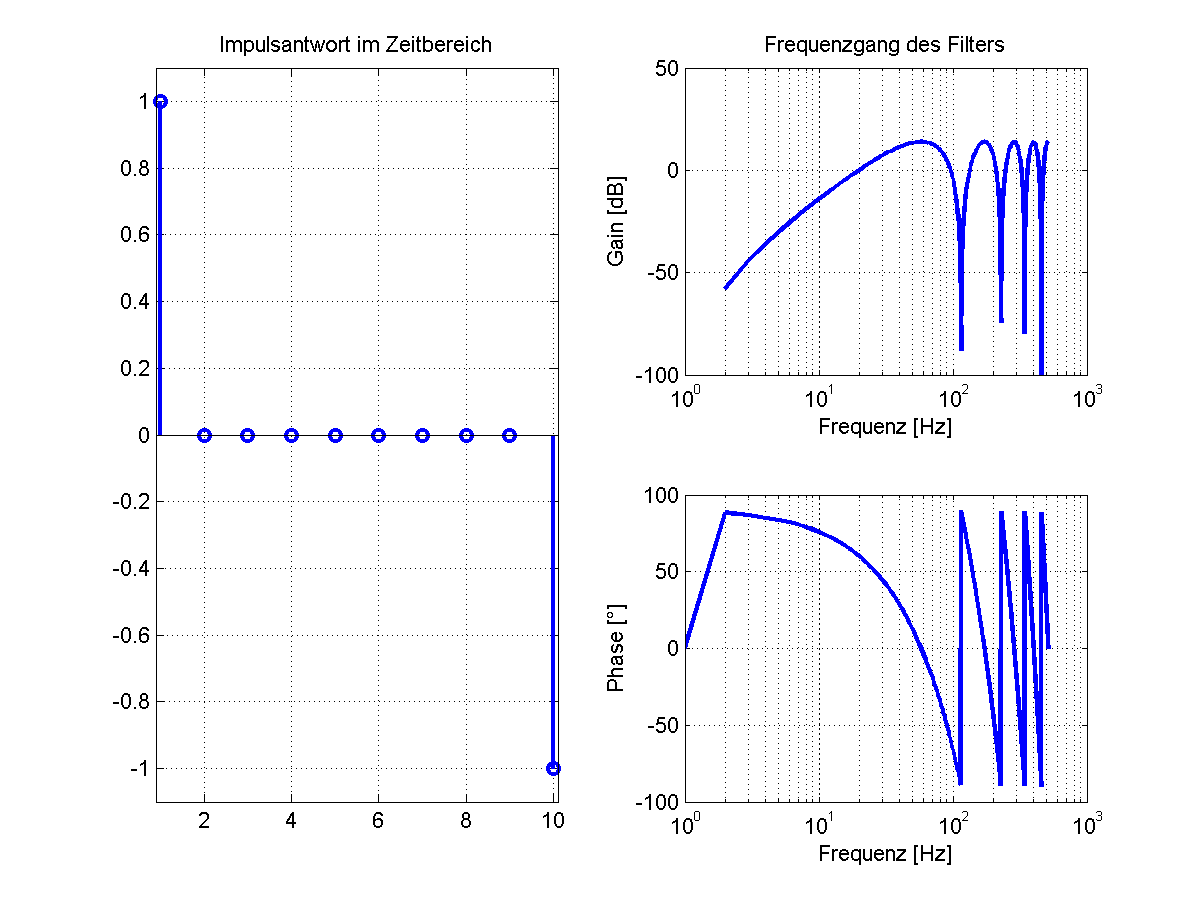 Impulsantwort im Zeitbereich
1
0.8
0.6
0.4
0.2
0
-0.2
-0.4
-0.6
-0.8
-1
2 4 6 8 10
Frequenzgang des Filters
Gain [dB]
50
0
-50
-100
10^0 10^1 10^2 10^3
Frequenz [Hz]
Phase [°]
100
50
0
-50
-100
10^0 10^1 10^2 10^3
Frequenz [Hz]